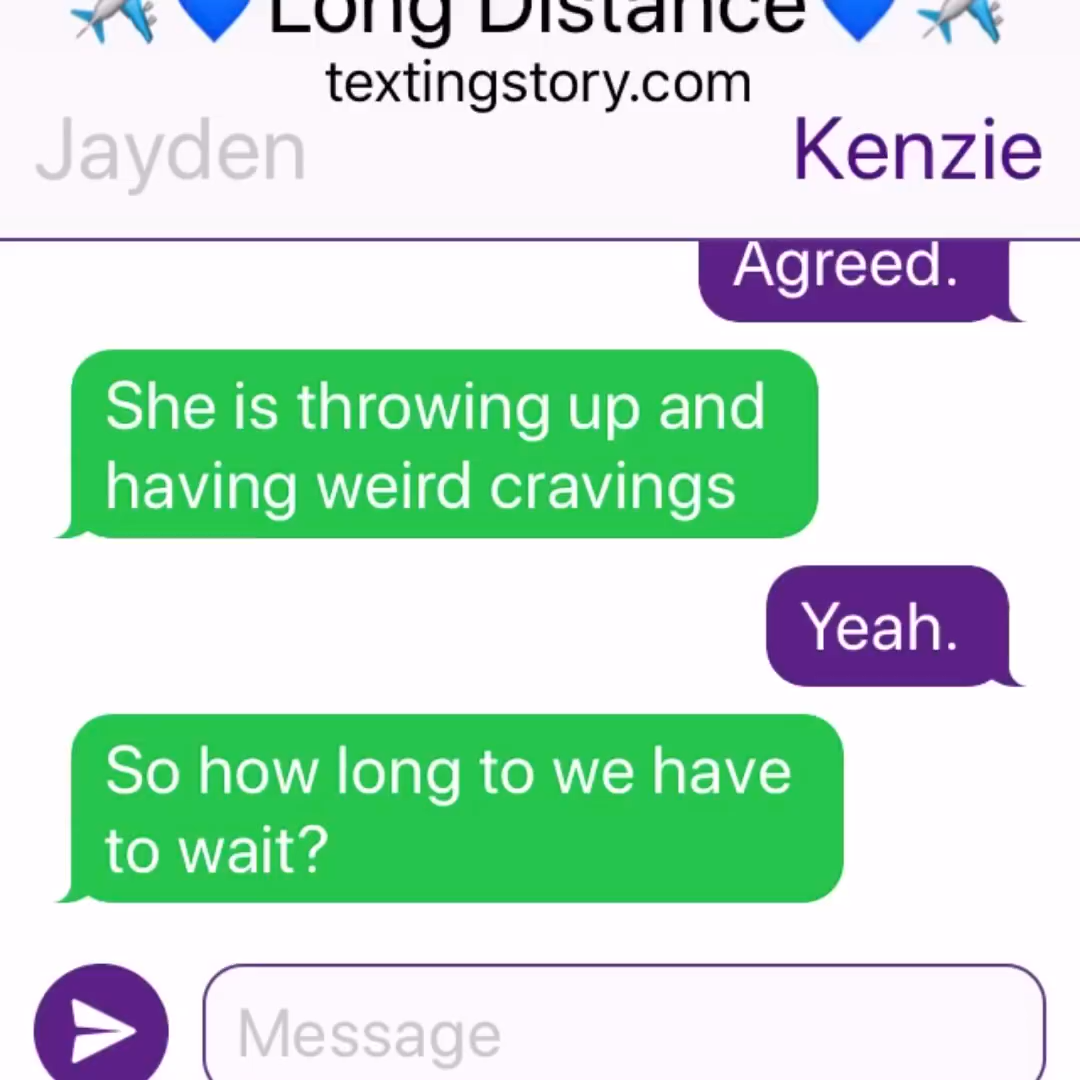 ✈️💙Long Distance💙✈️
textingstory.com
Jayden
Kenzie
Agreed.
She is throwing up and
having weird cravings
Yeah.
So how long to we have
to wait?
Message